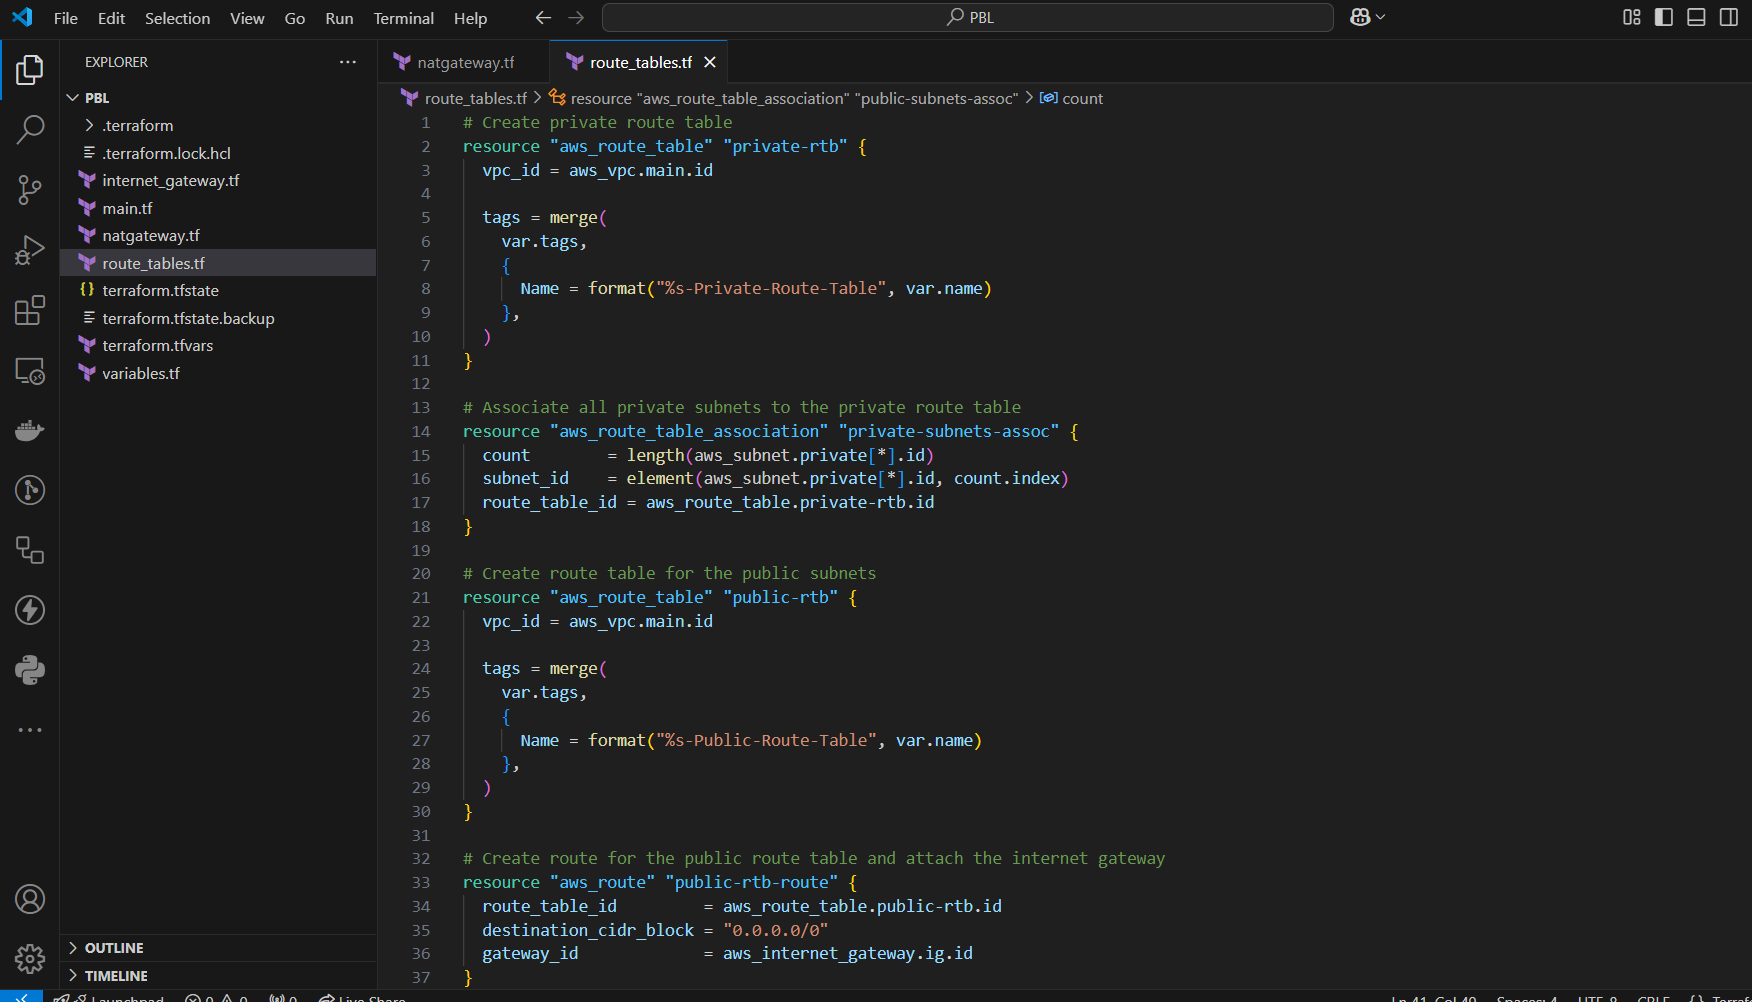 File Edit Selection View Go Run Terminal Help
PBL
EXPLORER
PBL
.terraform
.terraform.lock.hcl
internet_gateway.tf
main.tf
natgateway.tf
route_tables.tf
terraform.tfstate
terraform.tfstate.backup
terraform.tfvars
variables.tf
OUTLINE
TIMELINE
natgateway.tf
route_tables.tf
route_tables.tf > resource "aws_route_table_association" "public-subnets-assoc" > count
1 # Create private route table
2 resource "aws_route_table" "private-rtb" {
3 vpc_id = aws_vpc.main.id
4
5 tags = merge(
6 var.tags,
7 {
8 Name = format("%s-Private-Route-Table", var.name)
9 },
10 )
11 }
12
13 # Associate all private subnets to the private route table
14 resource "aws_route_table_association" "private-subnets-assoc" {
15 count = length(aws_subnet.private[*].id)
16 subnet_id = element(aws_subnet.private[*].id, count.index)
17 route_table_id = aws_route_table.private-rtb.id
18 }
19
20 # Create route table for the public subnets
21 resource "aws_route_table" "public-rtb" {
22 vpc_id = aws_vpc.main.id
23
24 tags = merge(
25 var.tags,
26 {
27 Name = format("%s-Public-Route-Table", var.name)
28 },
29 )
30 }
31
32 # Create route for the public route table and attach the internet gateway
33 resource "aws_route" "public-rtb-route" {
34 route_table_id = aws_route_table.public-rtb.id
35 destination_cidr_block = "0.0.0.0/0"
36 gateway_id = aws_internet_gateway.ig.id
37 }
Launchpad 0 0 0 Live Share Ln 41, Col 49 Spaces: 4 UTF-8 CRLF {}